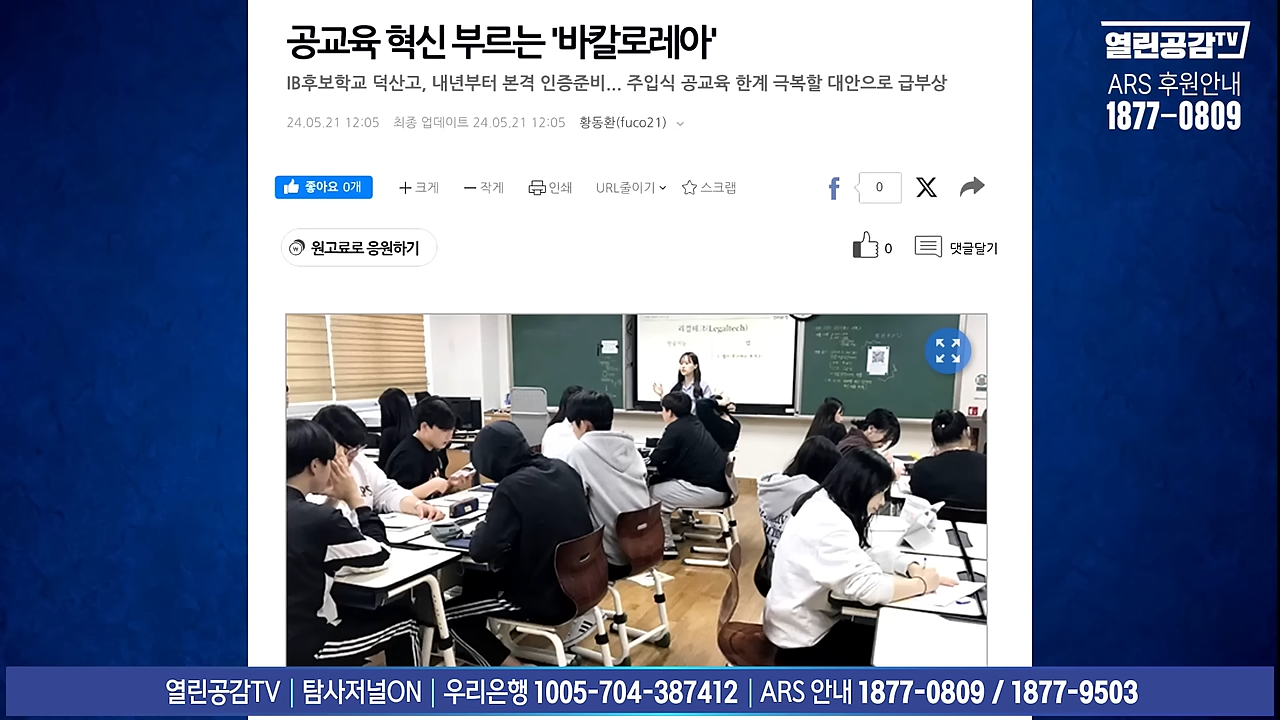 공교육 혁신 부르는 '바칼로레아'
IB후보학교 덕산고, 내년부터 본격 인증준비... 주입식 공교육 한계 극복할 대안으로 급부상
24.05.21 12:05 최종 업데이트 24.05.21 12:05 황동환(fuco21)
좋아요 0개 크게 작게 인쇄 URL줄이기 스크랩 0
원고료로 응원하기 0 댓글달기
열린공감TV
ARS 후원안내
1877-0809
리걸테크(Legaltech)
열린공감TV | 탐사저널ON | 우리은행 1005-704-387412 | ARS 안내 1877-0809 / 1877-9503